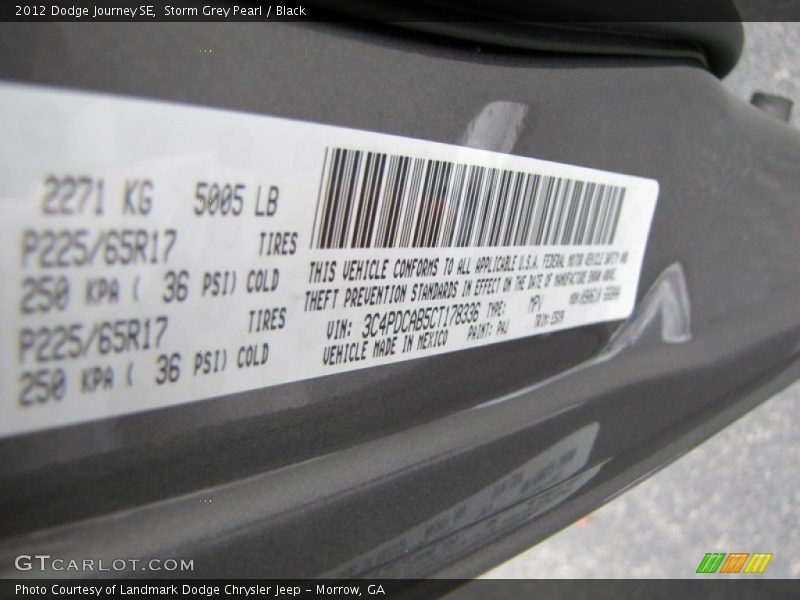 2012 Dodge Journey SE, Storm Grey Pearl / Black
2271 KG 5005 LB
P225/65R17 TIRES
250 KPA ( 36 PSI) COLD
P225/65R17 TIRES
250 KPA ( 36 PSI) COLD
THIS VEHICLE CONFORMS TO ALL APPLICABLE U.S.A. FEDERAL MOTOR VEHICLE SAFETY AND
THEFT PREVENTION STANDARDS IN EFFECT ON THE DATE OF MANUFACTURE SHOWN ABOVE.
VIN: 3C4PDCAB5CT178336 TYPE: MPV
VEHICLE MADE IN MEXICO PAINT: PAJ TRIM:
GTCARLOT.COM
Photo Courtesy of Landmark Dodge Chrysler Jeep – Morrow, GA